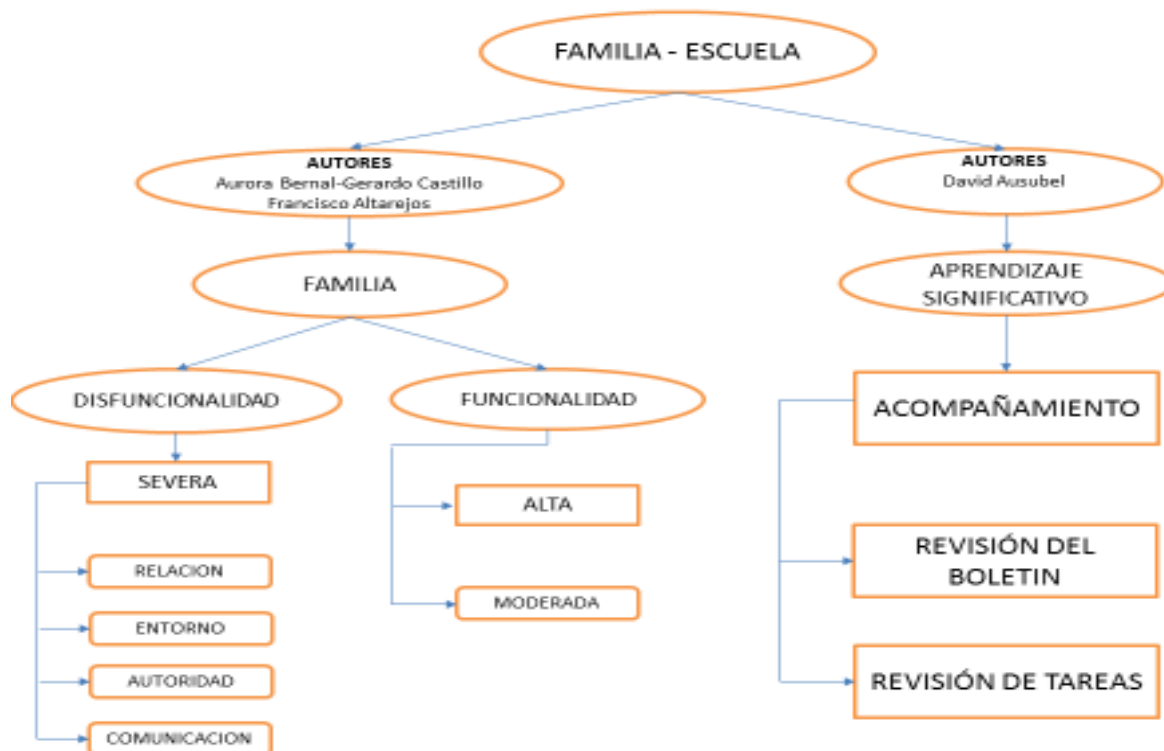 FAMILIA - ESCUELA
AUTORES
Aurora Bernal-Gerardo Castillo
Francisco Altarejos
AUTORES
David Ausubel
FAMILIA
APRENDIZAJE
SIGNIFICATIVO
DISFUNCIONALIDAD
FUNCIONALIDAD
ACOMPAÑAMIENTO
SEVERA
ALTA
REVISIÓN DEL
BOLETIN
RELACION
MODERADA
ENTORNO
AUTORIDAD
REVISIÓN DE TAREAS
COMUNICACION